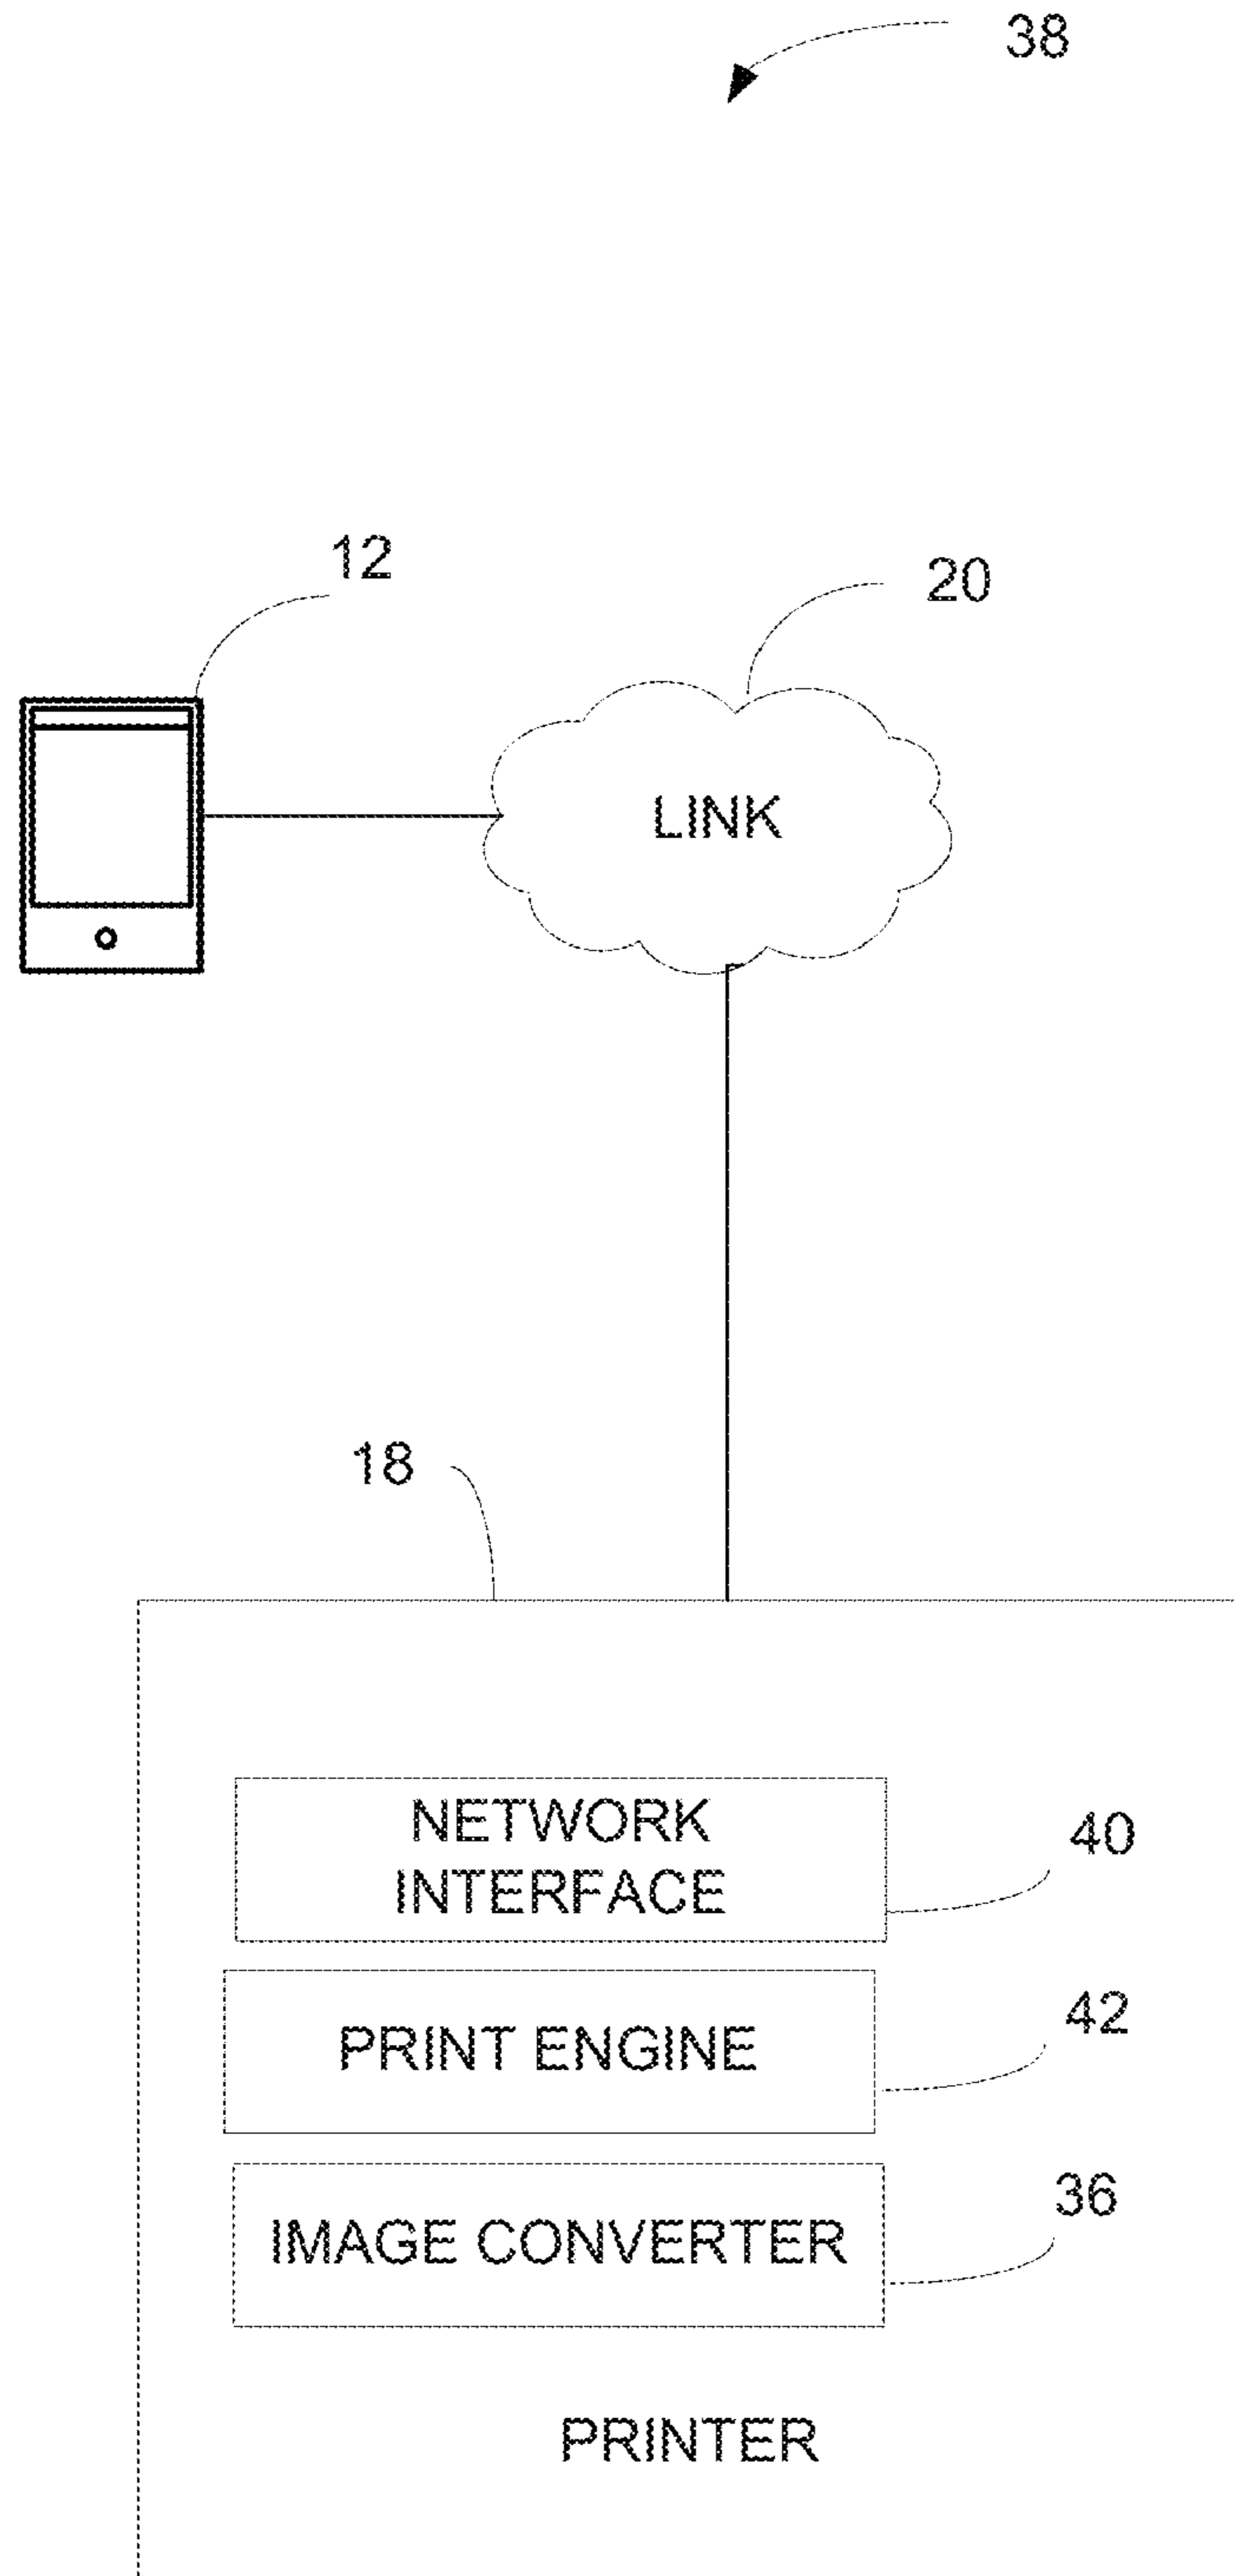 38
12
20
LINK
18
NETWORK
INTERFACE
40
PRINT ENGINE
42
IMAGE CONVERTER
36
PRINTER